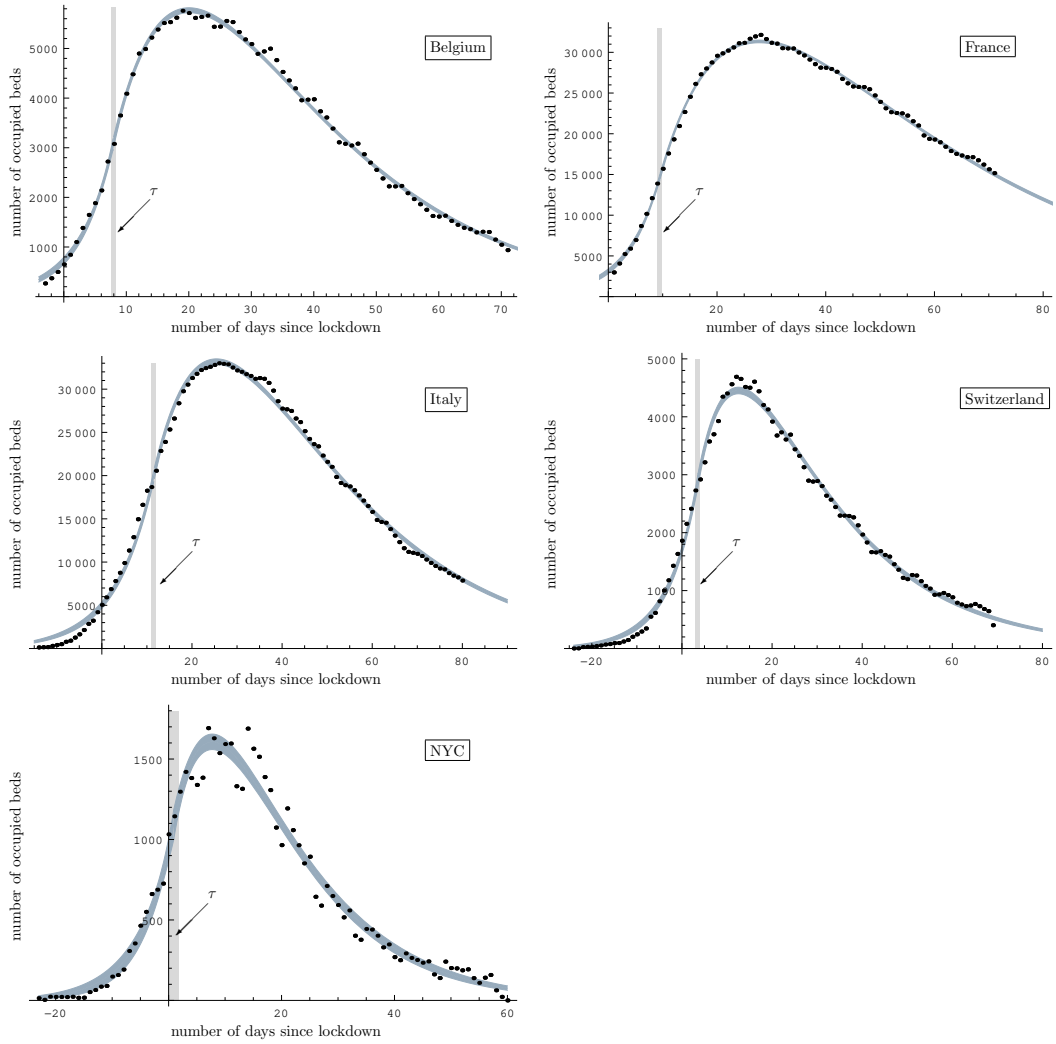 Belgium
number of occupied beds
5000
4000
3000
2000
1000
τ
0 10 20 30 40 50 60 70
number of days since lockdown
France
number of occupied beds
30 000
25 000
20 000
15 000
10 000
5000
τ
20 40 60 80
number of days since lockdown
Italy
number of occupied beds
30 000
25 000
20 000
15 000
10 000
5000
τ
20 40 60 80
number of days since lockdown
Switzerland
number of occupied beds
5000
4000
3000
2000
1000
τ
−20 20 40 60 80
number of days since lockdown
NYC
number of occupied beds
1500
1000
500
τ
−20 20 40 60
number of days since lockdown